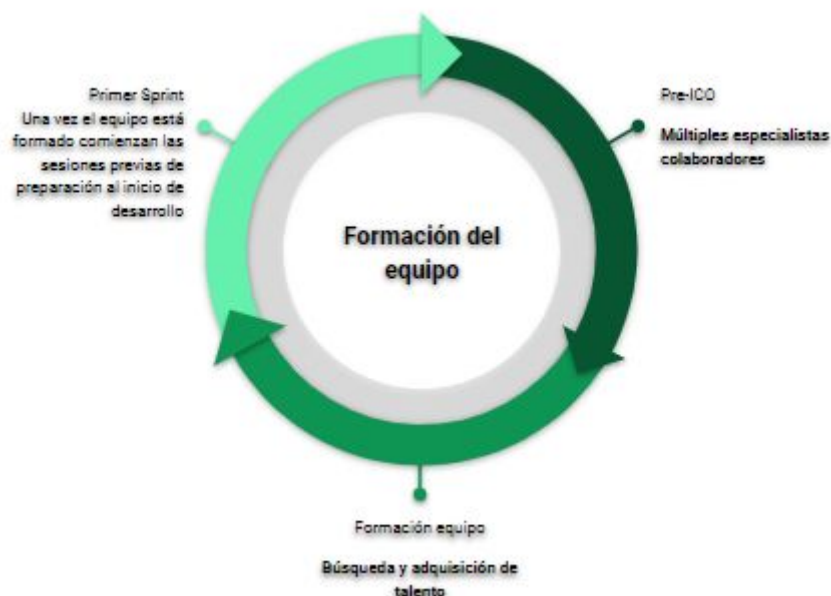 Primer Sprint
Una vez el equipo está
formado comienzan las
sesiones previas de
preparación al inicio de
desarrollo
Pre-ICO
Múltiples especialistas
colaboradores
Formación del
equipo
Formación equipo
Búsqueda y adquisición de
talento